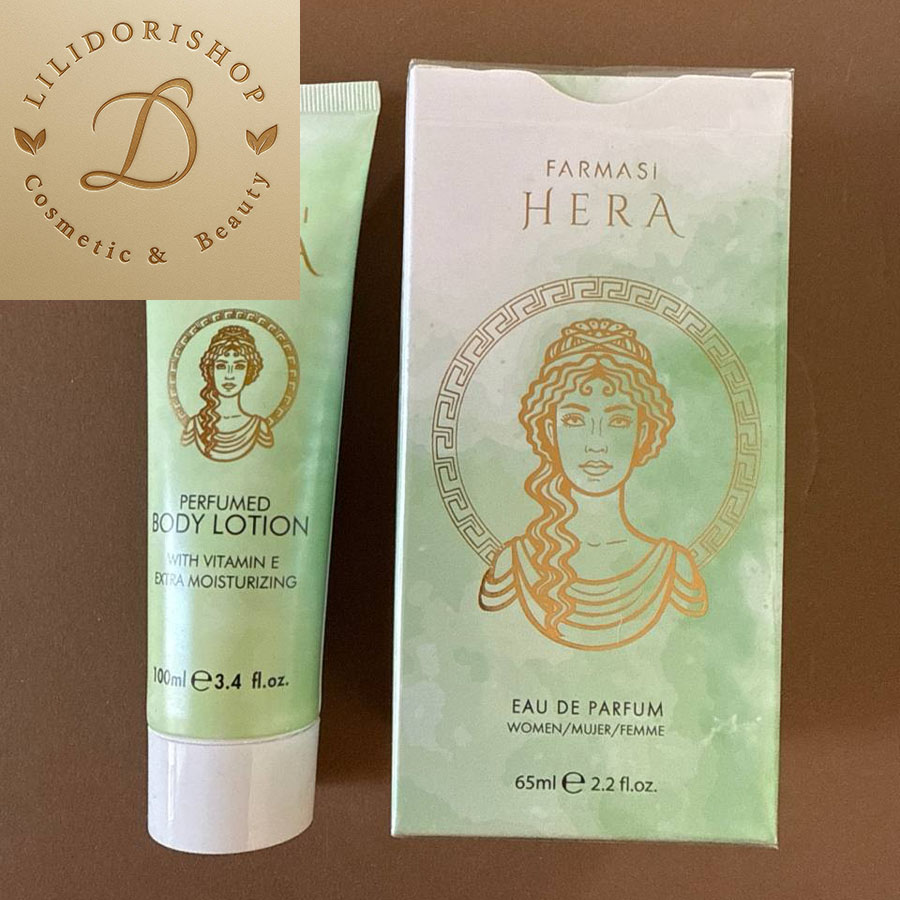 LILIDORISHOP
D
Cosmetic & Beauty
PERFUMED
BODY LOTION
WITH VITAMIN E
EXTRA MOISTURIZING
100ml e 3.4 fl.oz.
FARMASİ
HERA
EAU DE PARFUM
WOMEN/MUJER/FEMME
65ml e 2.2 fl.oz.